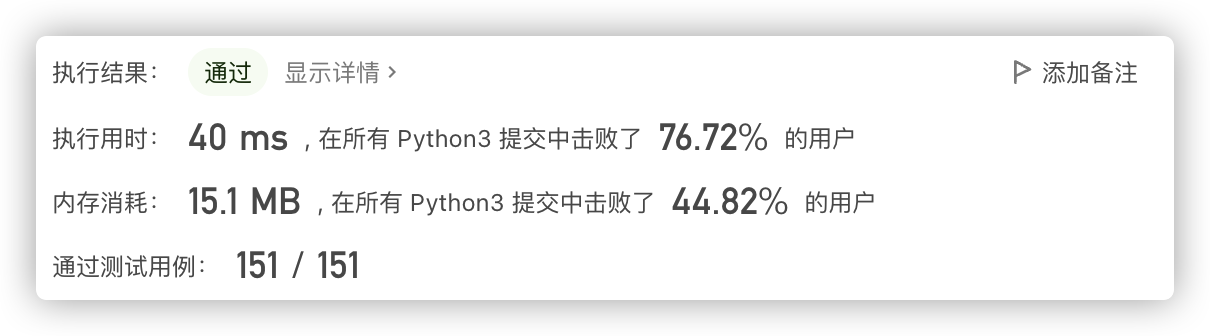 执行结果： 通过 显示详情 › 添加备注
执行用时： 40 ms ，在所有 Python3 提交中击败了 76.72% 的用户
内存消耗： 15.1 MB ，在所有 Python3 提交中击败了 44.82% 的用户
通过测试用例： 151 / 151